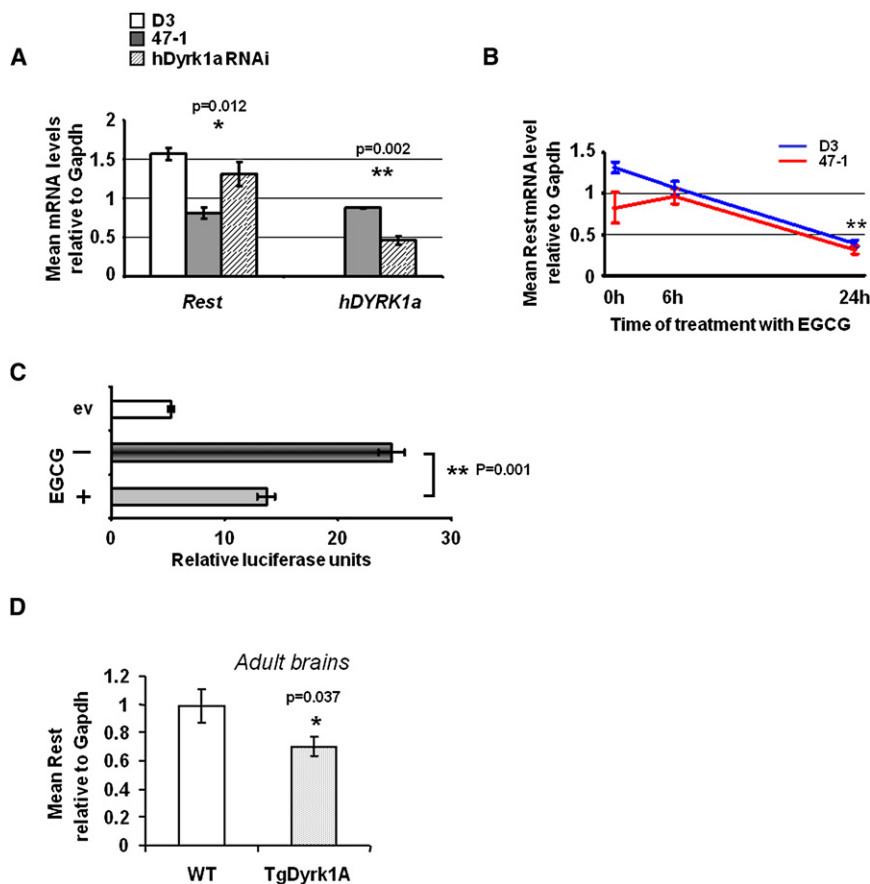 D3
47-1
hDyrk1a RNAi
A
Mean mRNA levels
relative to Gapdh
2
1.5
1
0.5
0
p=0.012
*
p=0.002
**
Rest
hDYRK1a
B
Mean Rest mRNA level
relative to Gapdh
1.5
1
0.5
0
D3
47-1
**
0h
6h
24h
Time of treatment with EGCG
C
ev
EGCG
−
+
** P=0.001
0
10
20
30
Relative luciferase units
D
Adult brains
Mean Rest
relative to Gapdh
1.2
1
0.8
0.6
0.4
0.2
0
p=0.037
*
WT
TgDyrk1A